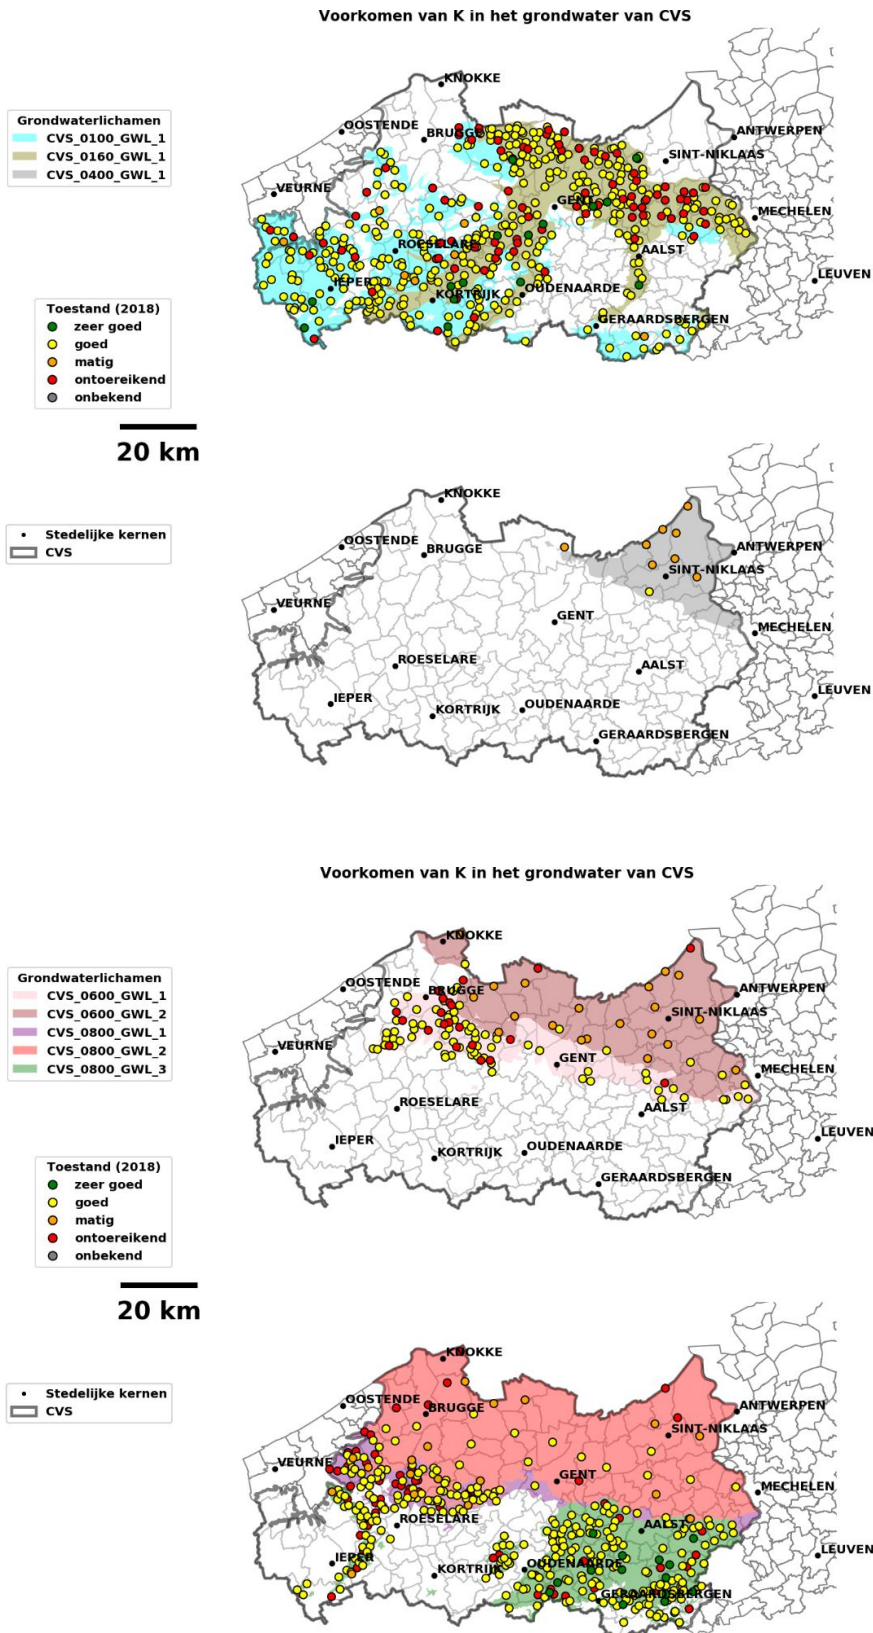 Voorkomen van K in het grondwater van CVS
KNOKKE
Grondwaterlichamen
CVS_0100_GWL_1
CVS_0160_GWL_1
CVS_0400_GWL_1
OOSTENDE
BRUGGE
ANTWERPEN
SINT-NIKLAAS
VEURNE
GENT
MECHELEN
ROESELARE
AALST
LEUVEN
IEPER
KORTRIJK
OUDENAARDE
GERAARDSBERGEN
Toestand (2018)
zeer goed
goed
matig
ontoereikend
onbekend
20 km
KNOKKE
Stedelijke kernen
CVS
OOSTENDE
BRUGGE
ANTWERPEN
SINT-NIKLAAS
VEURNE
GENT
MECHELEN
ROESELARE
AALST
LEUVEN
IEPER
KORTRIJK
OUDENAARDE
GERAARDSBERGEN
Voorkomen van K in het grondwater van CVS
KNOKKE
Grondwaterlichamen
CVS_0600_GWL_1
CVS_0600_GWL_2
CVS_0800_GWL_1
CVS_0800_GWL_2
CVS_0800_GWL_3
OOSTENDE
BRUGGE
ANTWERPEN
SINT-NIKLAAS
VEURNE
GENT
MECHELEN
ROESELARE
AALST
LEUVEN
IEPER
KORTRIJK
OUDENAARDE
GERAARDSBERGEN
Toestand (2018)
zeer goed
goed
matig
ontoereikend
onbekend
20 km
KNOKKE
Stedelijke kernen
CVS
OOSTENDE
BRUGGE
ANTWERPEN
SINT-NIKLAAS
VEURNE
GENT
MECHELEN
ROESELARE
AALST
LEUVEN
IEPER
KORTRIJK
OUDENAARDE
GERAARDSBERGEN